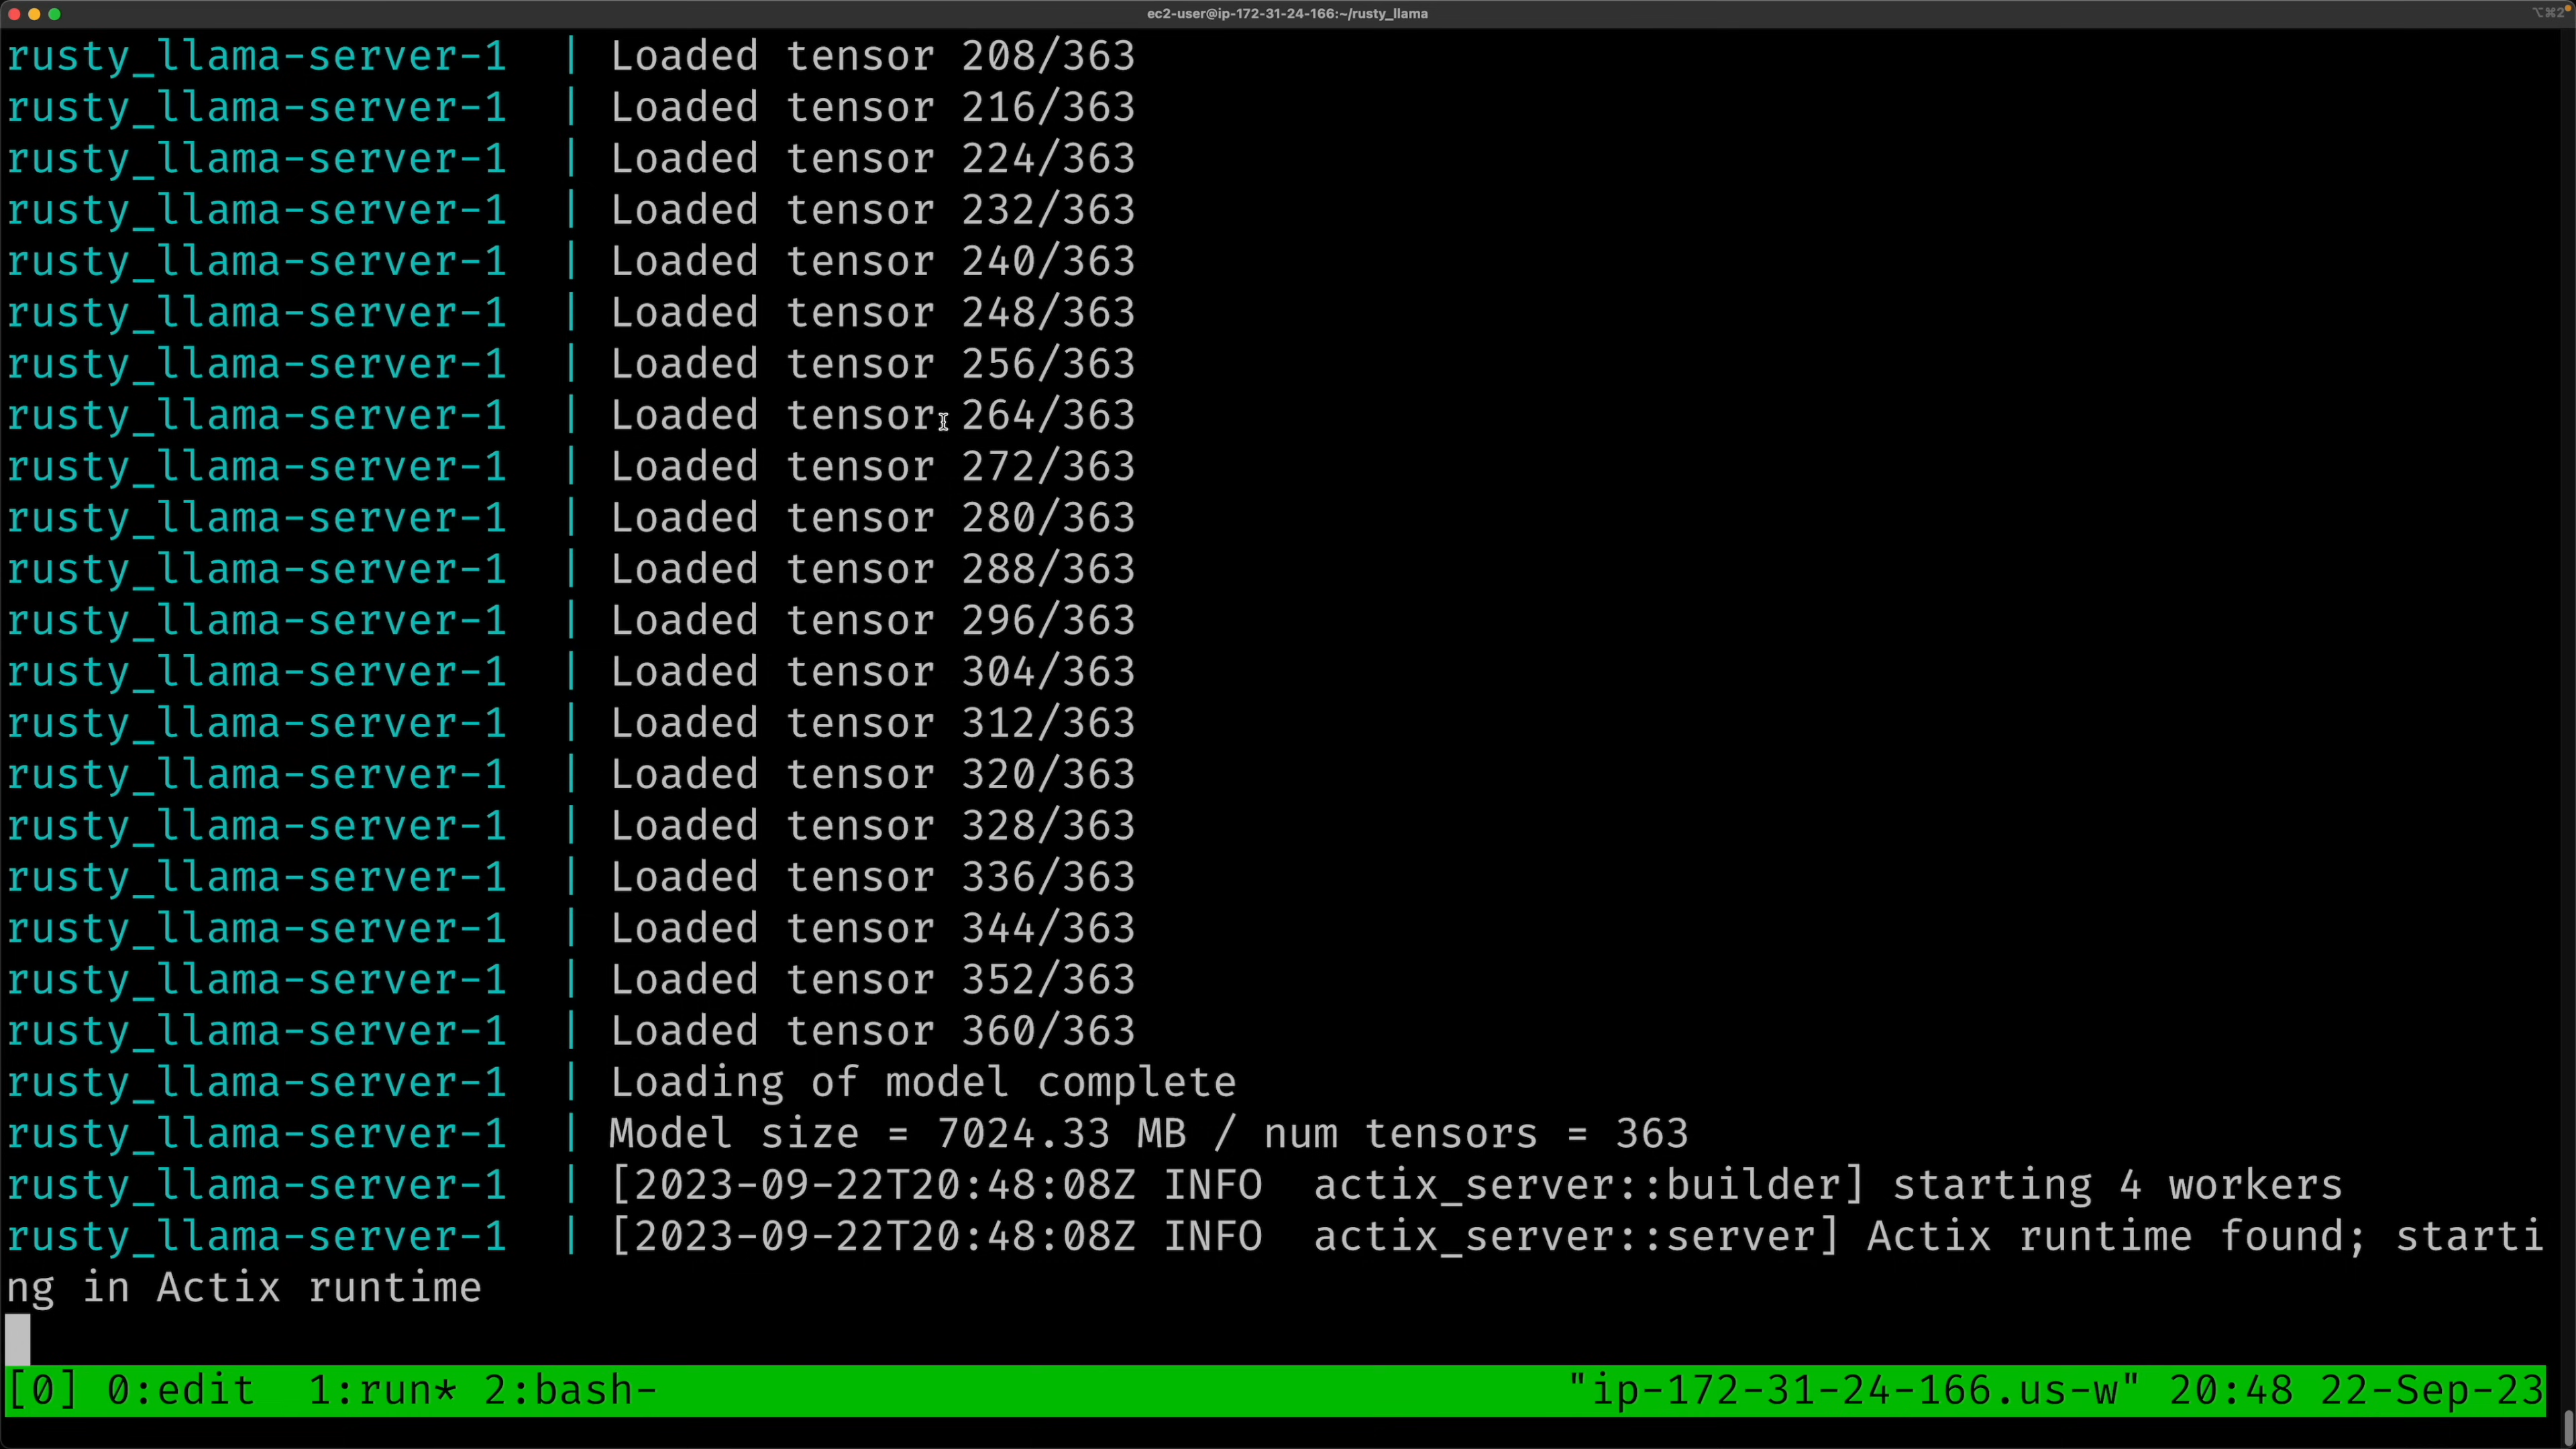 ec2-user@ip-172-31-24-166:~/rusty_llama
⌥⌘2
rusty_llama-server-1  | Loaded tensor 208/363
rusty_llama-server-1  | Loaded tensor 216/363
rusty_llama-server-1  | Loaded tensor 224/363
rusty_llama-server-1  | Loaded tensor 232/363
rusty_llama-server-1  | Loaded tensor 240/363
rusty_llama-server-1  | Loaded tensor 248/363
rusty_llama-server-1  | Loaded tensor 256/363
rusty_llama-server-1  | Loaded tensor 264/363
rusty_llama-server-1  | Loaded tensor 272/363
rusty_llama-server-1  | Loaded tensor 280/363
rusty_llama-server-1  | Loaded tensor 288/363
rusty_llama-server-1  | Loaded tensor 296/363
rusty_llama-server-1  | Loaded tensor 304/363
rusty_llama-server-1  | Loaded tensor 312/363
rusty_llama-server-1  | Loaded tensor 320/363
rusty_llama-server-1  | Loaded tensor 328/363
rusty_llama-server-1  | Loaded tensor 336/363
rusty_llama-server-1  | Loaded tensor 344/363
rusty_llama-server-1  | Loaded tensor 352/363
rusty_llama-server-1  | Loaded tensor 360/363
rusty_llama-server-1  | Loading of model complete
rusty_llama-server-1  | Model size = 7024.33 MB / num tensors = 363
rusty_llama-server-1  | [2023-09-22T20:48:08Z INFO  actix_server::builder] starting 4 workers
rusty_llama-server-1  | [2023-09-22T20:48:08Z INFO  actix_server::server] Actix runtime found; starti
ng in Actix runtime
[0] 0:edit  1:run* 2:bash- "ip-172-31-24-166.us-w" 20:48 22-Sep-23